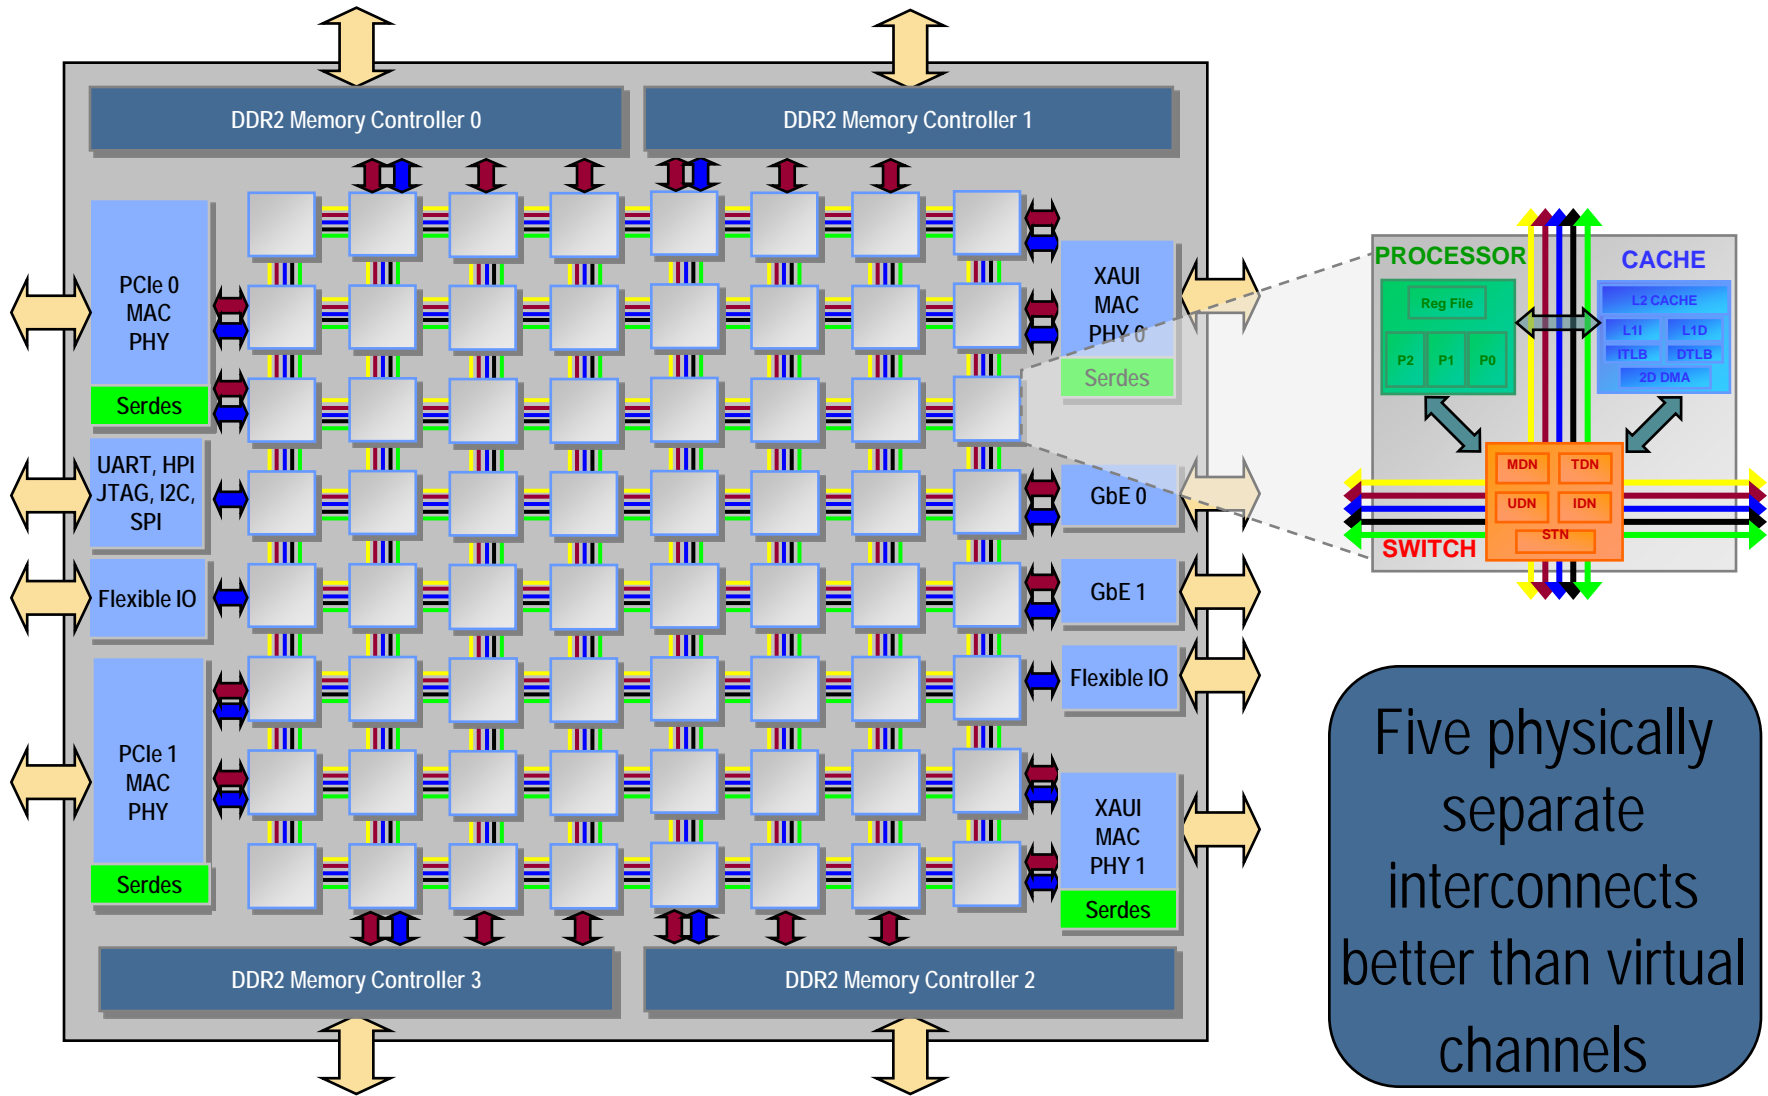 DDR2 Memory Controller 0
DDR2 Memory Controller 1
PCIe 0
MAC
PHY
Serdes
UART, HPI
JTAG, I2C,
SPI
Flexible IO
PCIe 1
MAC
PHY
Serdes
XAUI
MAC
PHY 0
Serdes
GbE 0
GbE 1
Flexible IO
XAUI
MAC
PHY 1
Serdes
DDR2 Memory Controller 3
DDR2 Memory Controller 2
PROCESSOR
CACHE
Reg File
P2
P1
P0
L2 CACHE
L1I
L1D
ITLB
DTLB
2D DMA
MDN
TDN
UDN
IDN
STN
SWITCH
Five physically
separate
interconnects
better than virtual
channels